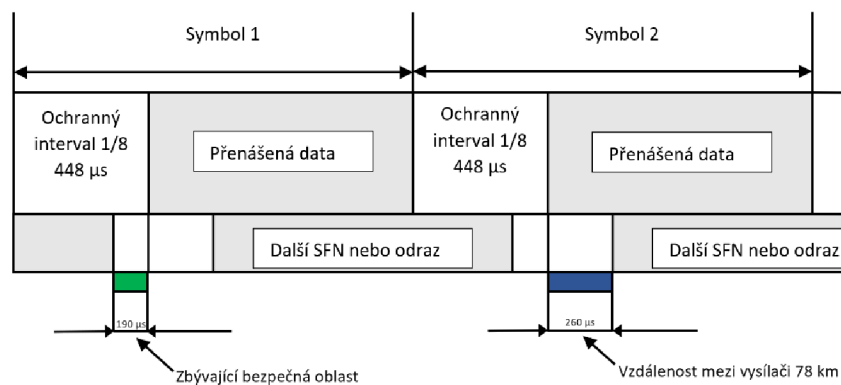 Symbol 1
Symbol 2
Ochranný
interval 1/8
448 µs
Přenášená data
Ochranný
interval 1/8
448 µs
Přenášená data
Další SFN nebo odraz
Další SFN nebo odraz
190 µs
260 µs
Zbývající bezpečná oblast
Vzdálenost mezi vysílači 78 km